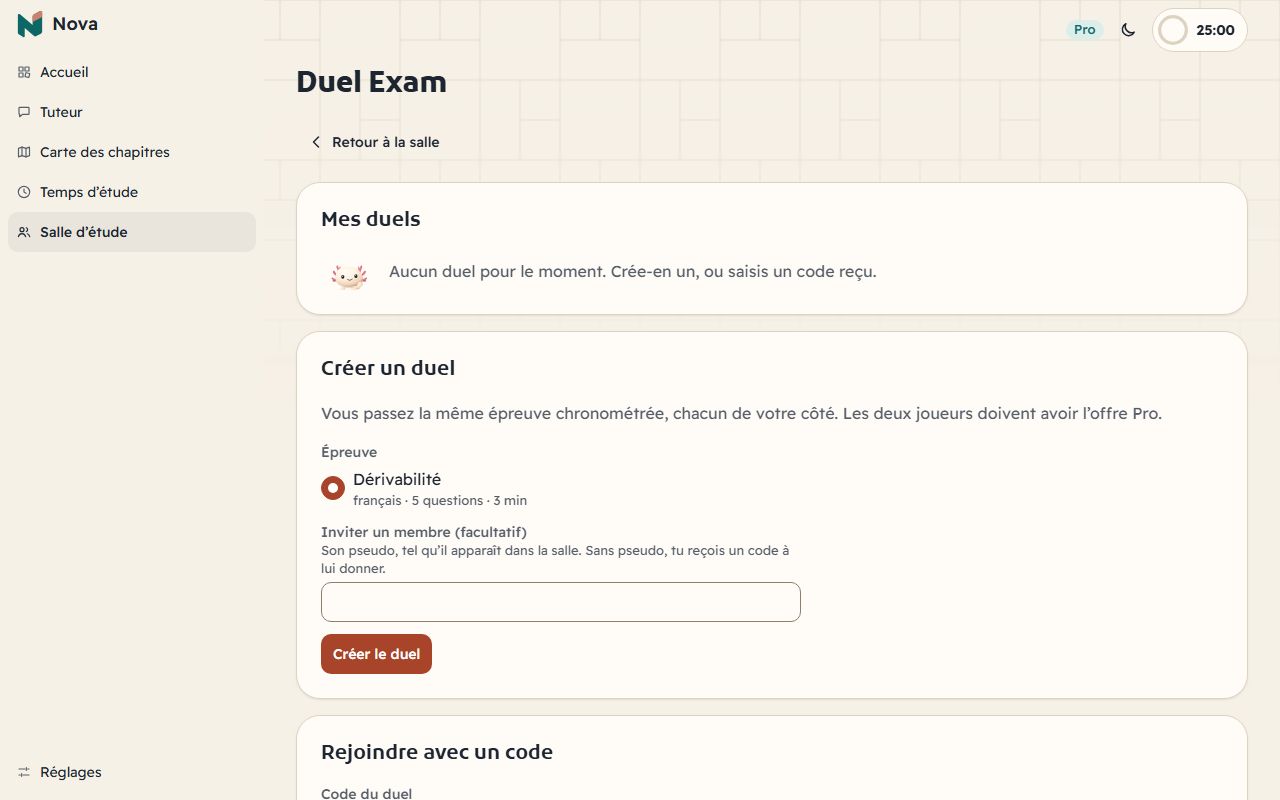 Nova
Accueil
Tuteur
Carte des chapitres
Temps d’étude
Salle d’étude
Réglages
Pro
25:00
Duel Exam
Retour à la salle
Mes duels
Aucun duel pour le moment. Crée-en un, ou saisis un code reçu.
Créer un duel
Vous passez la même épreuve chronométrée, chacun de votre côté. Les deux joueurs doivent avoir l’offre Pro.
Épreuve
Dérivabilité
français · 5 questions · 3 min
Inviter un membre (facultatif)
Son pseudo, tel qu’il apparaît dans la salle. Sans pseudo, tu reçois un code à
lui donner.
Créer le duel
Rejoindre avec un code
Code du duel